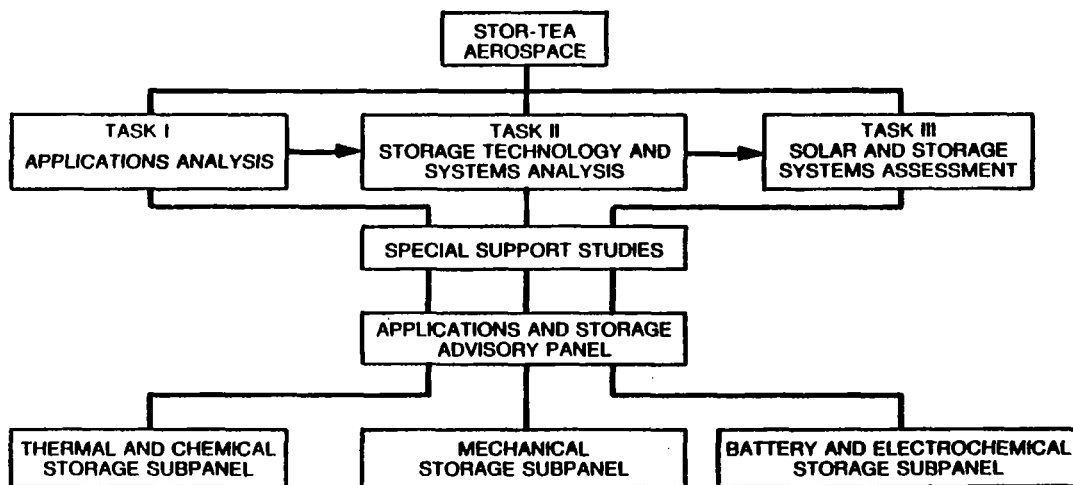 STOR-TEA
AEROSPACE
TASK I
APPLICATIONS ANALYSIS
TASK II
STORAGE TECHNOLOGY AND
SYSTEMS ANALYSIS
TASK III
SOLAR AND STORAGE
SYSTEMS ASSESSMENT
SPECIAL SUPPORT STUDIES
APPLICATIONS AND STORAGE
ADVISORY PANEL
THERMAL AND CHEMICAL
STORAGE SUBPANEL
MECHANICAL
STORAGE SUBPANEL
BATTERY AND ELECTROCHEMICAL
STORAGE SUBPANEL